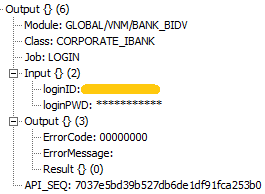 Output {} (6)
Module: GLOBAL/VNM/BANK_BIDV
Class: CORPORATE_IBANK
Job: LOGIN
Input {} (2)
loginID:
loginPWD: ***********
Output {} (3)
ErrorCode: 00000000
ErrorMessage:
Result {} (0)
API_SEQ: 7037e5bd39b527db6de1df91fca253b0